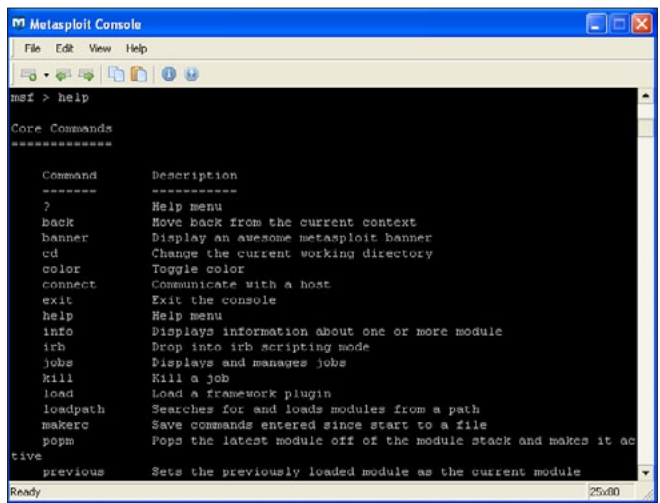 Metasploit Console
File Edit View Help
msf > help
Core Commands
=============
Command Description
------- -----------
? Help menu
back Move back from the current context
banner Display an awesome metasploit banner
cd Change the current working directory
color Toggle color
connect Communicate with a host
exit Exit the console
help Help menu
info Displays information about one or more module
irb Drop into irb scripting mode
jobs Displays and manages jobs
kill Kill a job
load Load a framework plugin
loadpath Searches for and loads modules from a path
makerc Save commands entered since start to a file
popm Pops the latest module off of the module stack and makes it ac
tive
previous Sets the previously loaded module as the current module
Ready 25x80